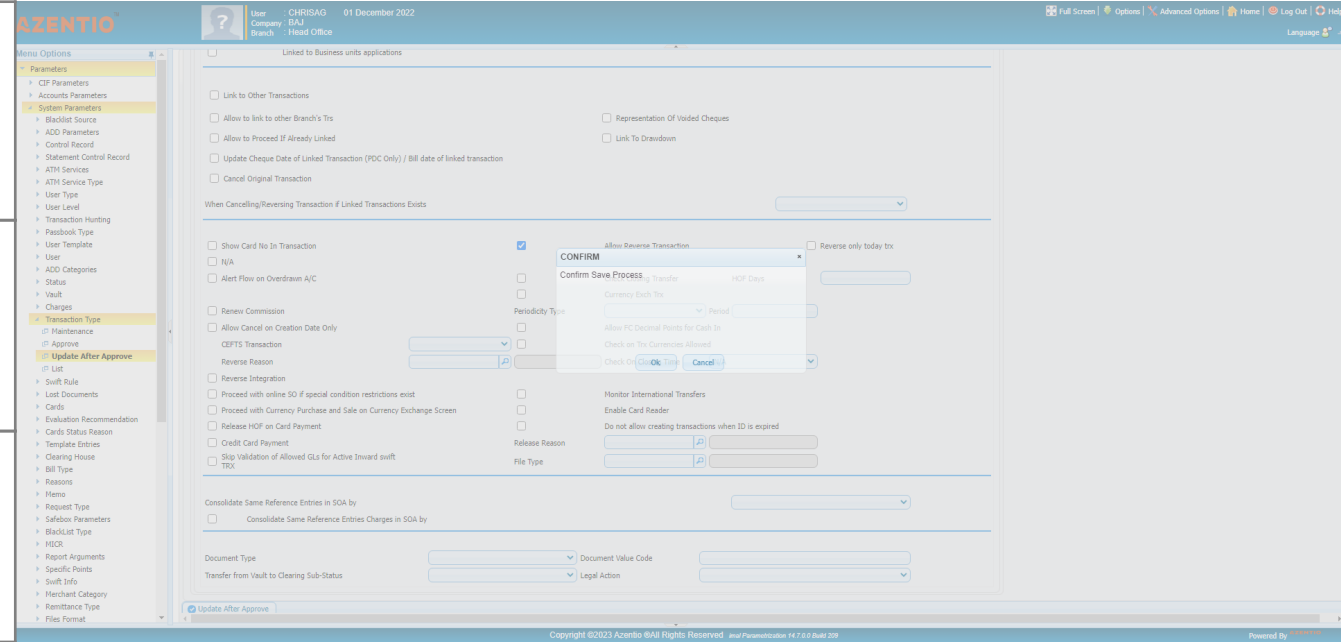 AZENTIO
User : CHRISAG 01 December 2022
Company : BAJ
Branch : Head Office
Full Screen | Options | Advanced Options | Home | Log Out | Help
Language
Menu Options
Parameters
CIF Parameters
Accounts Parameters
System Parameters
Blacklist Source
ADD Parameters
Control Record
Statement Control Record
ATM Services
ATM Service Type
User Type
User Level
Transaction Hunting
Passbook Type
User Template
User
ADD Categories
Status
Vault
Charges
Transaction Type
Maintenance
Approve
Update After Approve
List
Swift Rule
Lost Documents
Cards
Evaluation Recommendation
Cards Status Reason
Template Entries
Clearing House
Bill Type
Reasons
Memo
Request Type
Safebox Parameters
BlackList Type
MICR
Report Arguments
Specific Points
Swift Info
Merchant Category
Remittance Type
Files Format
Linked to Business units applications
Link to Other Transactions
Allow to link to other Branch's Trs Representation Of Voided Cheques
Allow to Proceed If Already Linked Link To Drawdown
Update Cheque Date of Linked Transaction (PDC Only) / Bill date of linked transaction
Cancel Original Transaction
When Cancelling/Reversing Transaction if Linked Transactions Exists
Show Card No In Transaction Allow Reverse Transaction Reverse only today trx
N/A
CONFIRM ×
Confirm Save Process
Ok Cancel
Alert Flow on Overdrawn A/C Transfer HOF Days
Currency Each Trx
Renew Commission Periodicity Type Period
Allow Cancel on Creation Date Only Allow FC Decimal Points for Cash In
CEFTS Transaction Check on Trx Currencies Allowed
Reverse Reason Check On
Reverse Integration
Proceed with online SO if special condition restrictions exist Monitor International Transfers
Proceed with Currency Purchase and Sale on Currency Exchange Screen Enable Card Reader
Release HOF on Card Payment Do not allow creating transactions when ID is expired
Credit Card Payment Release Reason
Skip Validation of Allowed GLs for Active Inward swift
TRX File Type
Consolidate Same Reference Entries in SOA by
Consolidate Same Reference Entries Charges in SOA by
Document Type Document Value Code
Transfer from Vault to Clearing Sub-Status Legal Action
Update After Approve
Copyright ©2023 Azentio ®All Rights Reserved imal Parametrization 14.7.0.0 Build 209 Powered By